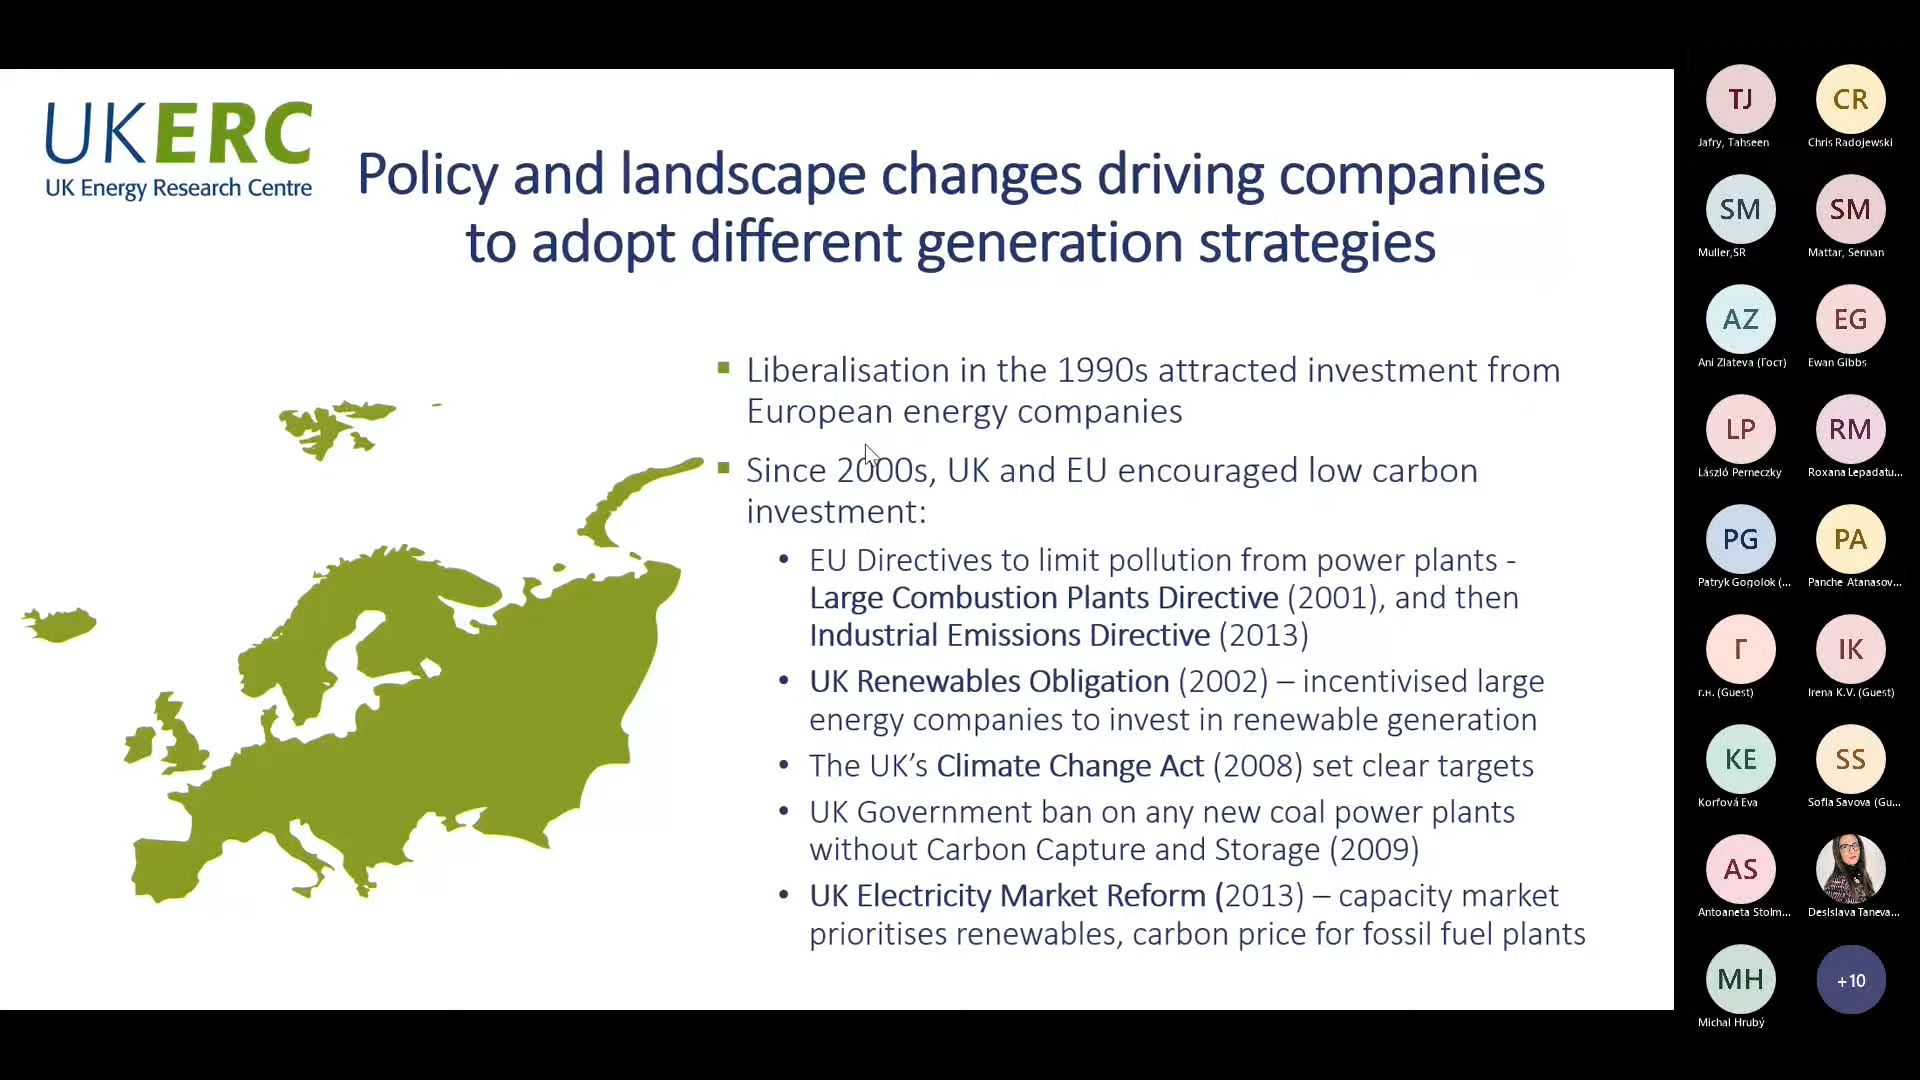 UKERC
UK Energy Research Centre
Policy and landscape changes driving companies
to adopt different generation strategies
▪ Liberalisation in the 1990s attracted investment from
European energy companies
▪ Since 2000s, UK and EU encouraged low carbon
investment:
• EU Directives to limit pollution from power plants -
Large Combustion Plants Directive (2001), and then
Industrial Emissions Directive (2013)
• UK Renewables Obligation (2002) – incentivised large
energy companies to invest in renewable generation
• The UK’s Climate Change Act (2008) set clear targets
• UK Government ban on any new coal power plants
without Carbon Capture and Storage (2009)
• UK Electricity Market Reform (2013) – capacity market
prioritises renewables, carbon price for fossil fuel plants
TJ
Jafry, Tahseen
CR
Chris Radojewski
SM
Muller,SR
SM
Mattar, Sennan
AZ
Ani Zlateva (Гост)
EG
Ewan Gibbs
LP
László Perneczky
RM
Roxana Lepadatu...
PG
Patryk Gogolok (...
PA
Panche Atanasov...
Г
г.н. (Guest)
IK
Irena K.V. (Guest)
KE
Korfová Eva
SS
Sofia Savova (Gu...
AS
Antoaneta Stolm...
Desislava Taneva...
MH
Michal Hrubý
+10